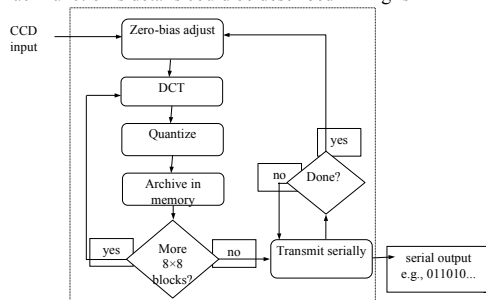 CCD
input
Zero-bias adjust
DCT
Quantize
Archive in
memory
More
8×8
blocks?
yes
no
Transmit serially
Done?
yes
no
serial output
e.g., 011010...